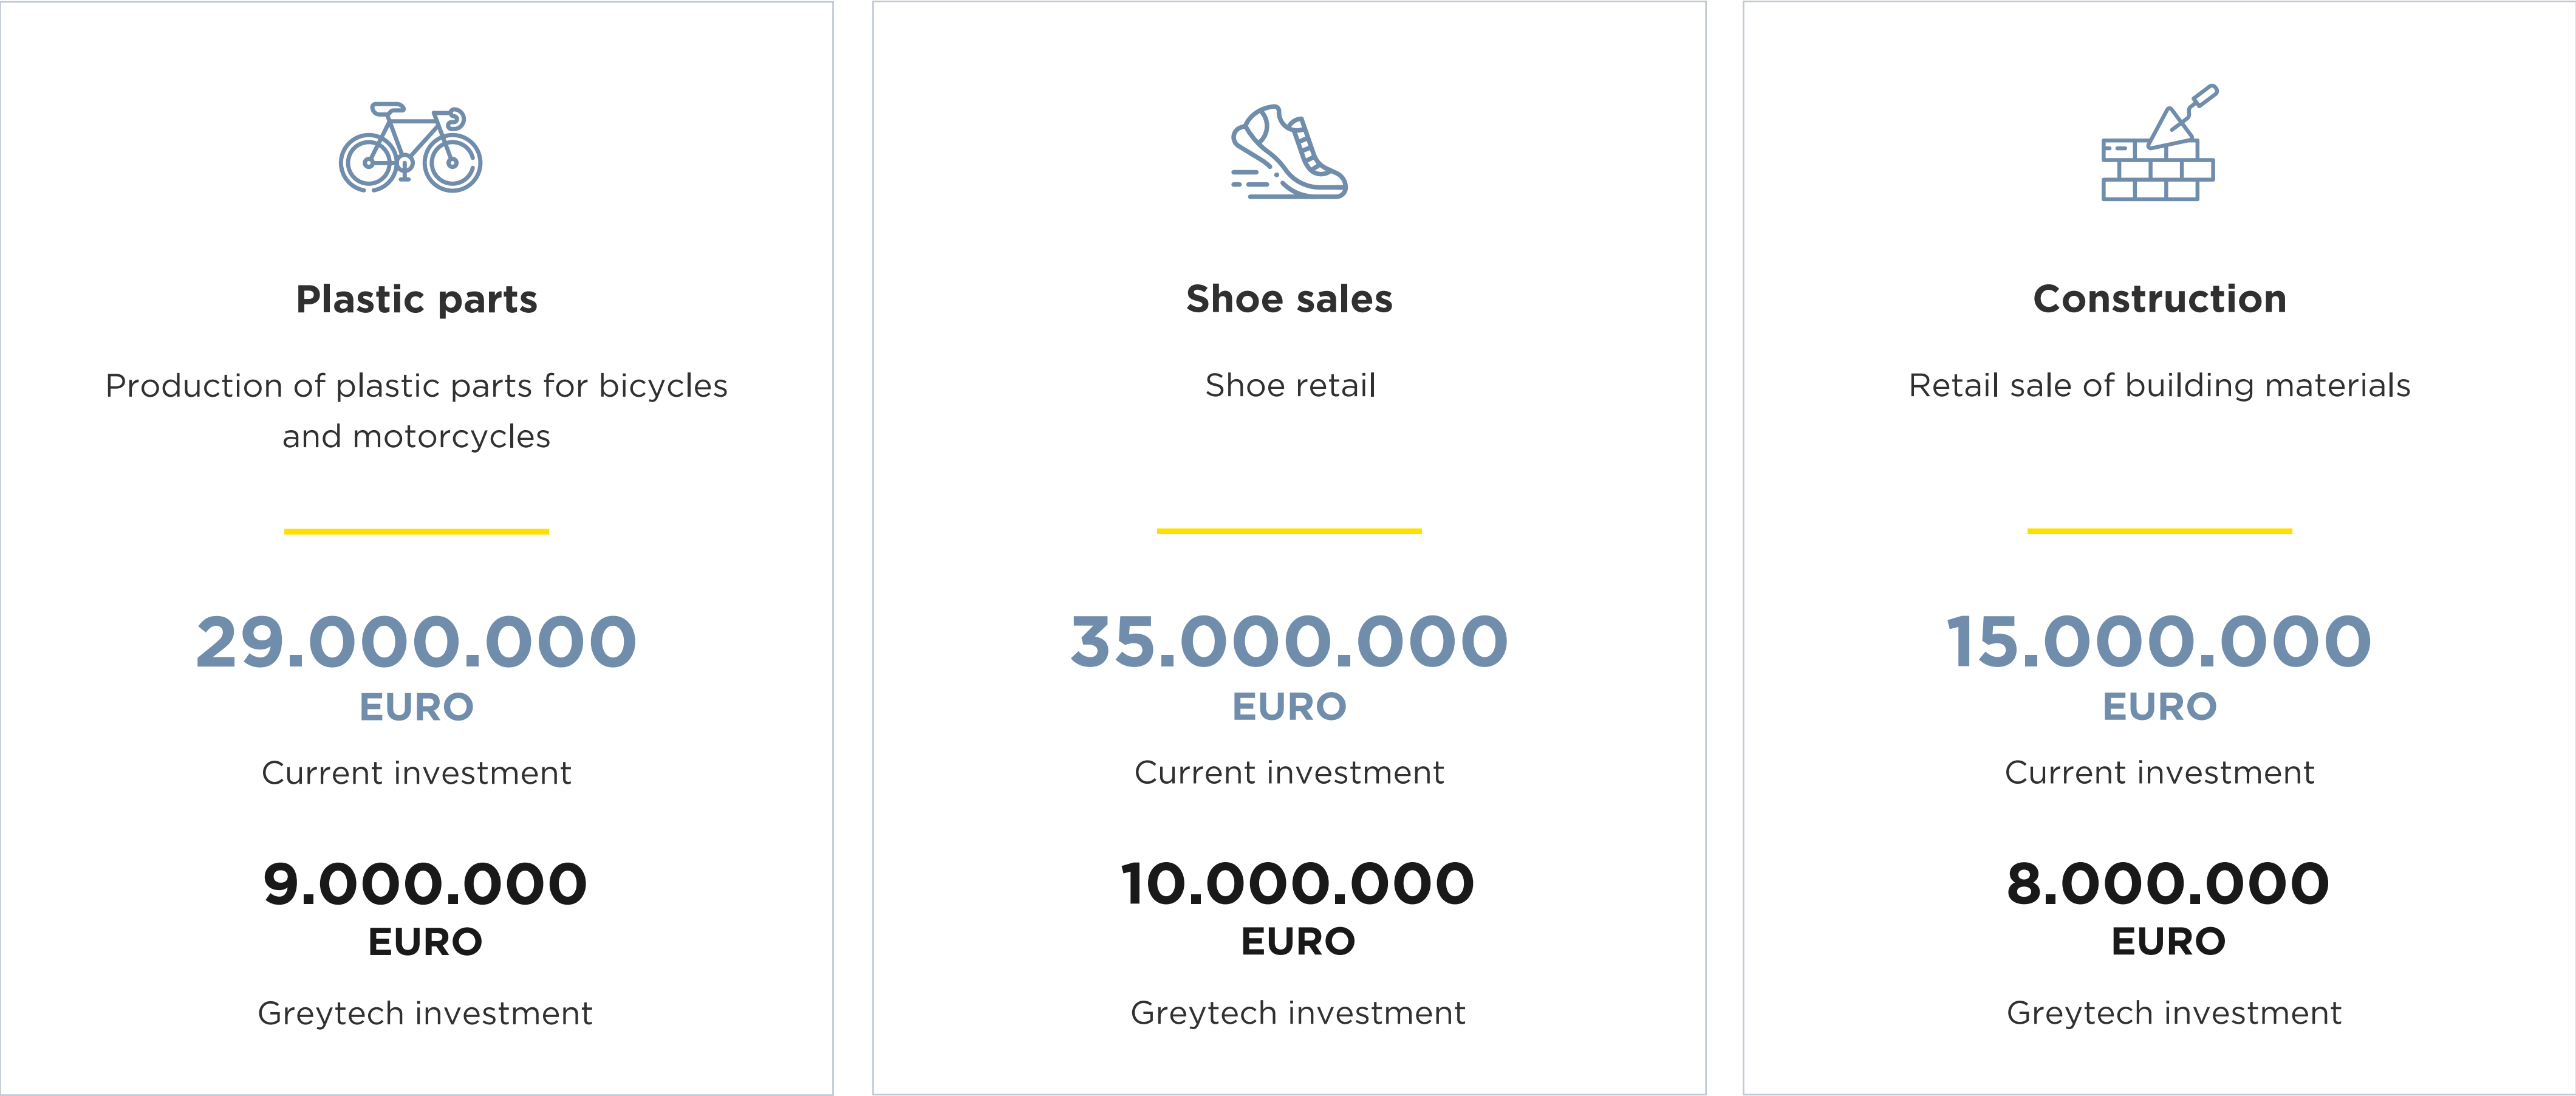 Plastic parts
Production of plastic parts for bicycles
and motorcycles
29.000.000
EURO
Current investment
9.000.000
EURO
Greytech investment
Shoe sales
Shoe retail
35.000.000
EURO
Current investment
10.000.000
EURO
Greytech investment
Construction
Retail sale of building materials
15.000.000
EURO
Current investment
8.000.000
EURO
Greytech investment